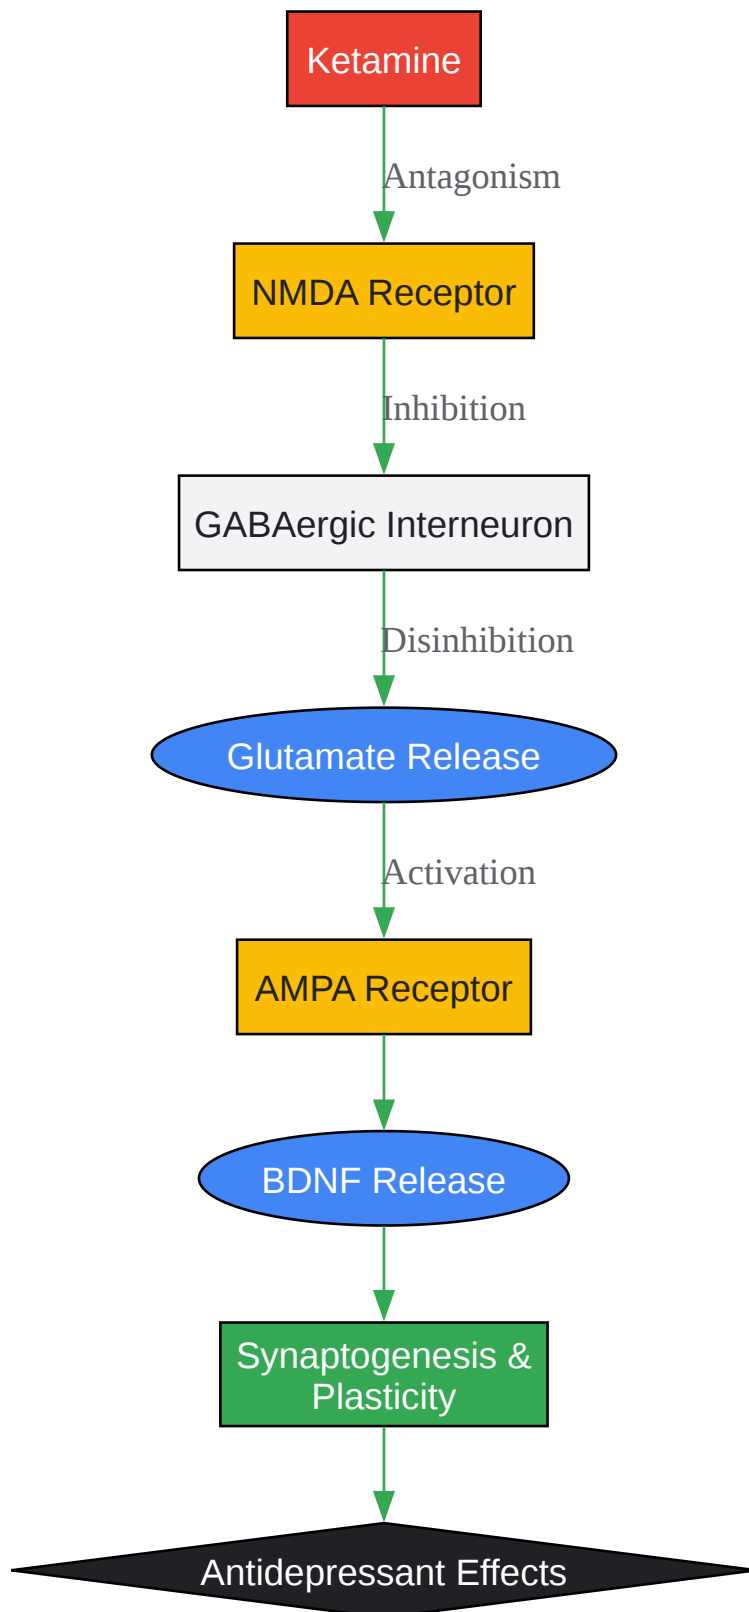 Ketamine
Antagonism
NMDA Receptor
Inhibition
GABAergic Interneuron
Disinhibition
Glutamate Release
Activation
AMPA Receptor
BDNF Release
Synaptogenesis &
Plasticity
Antidepressant Effects